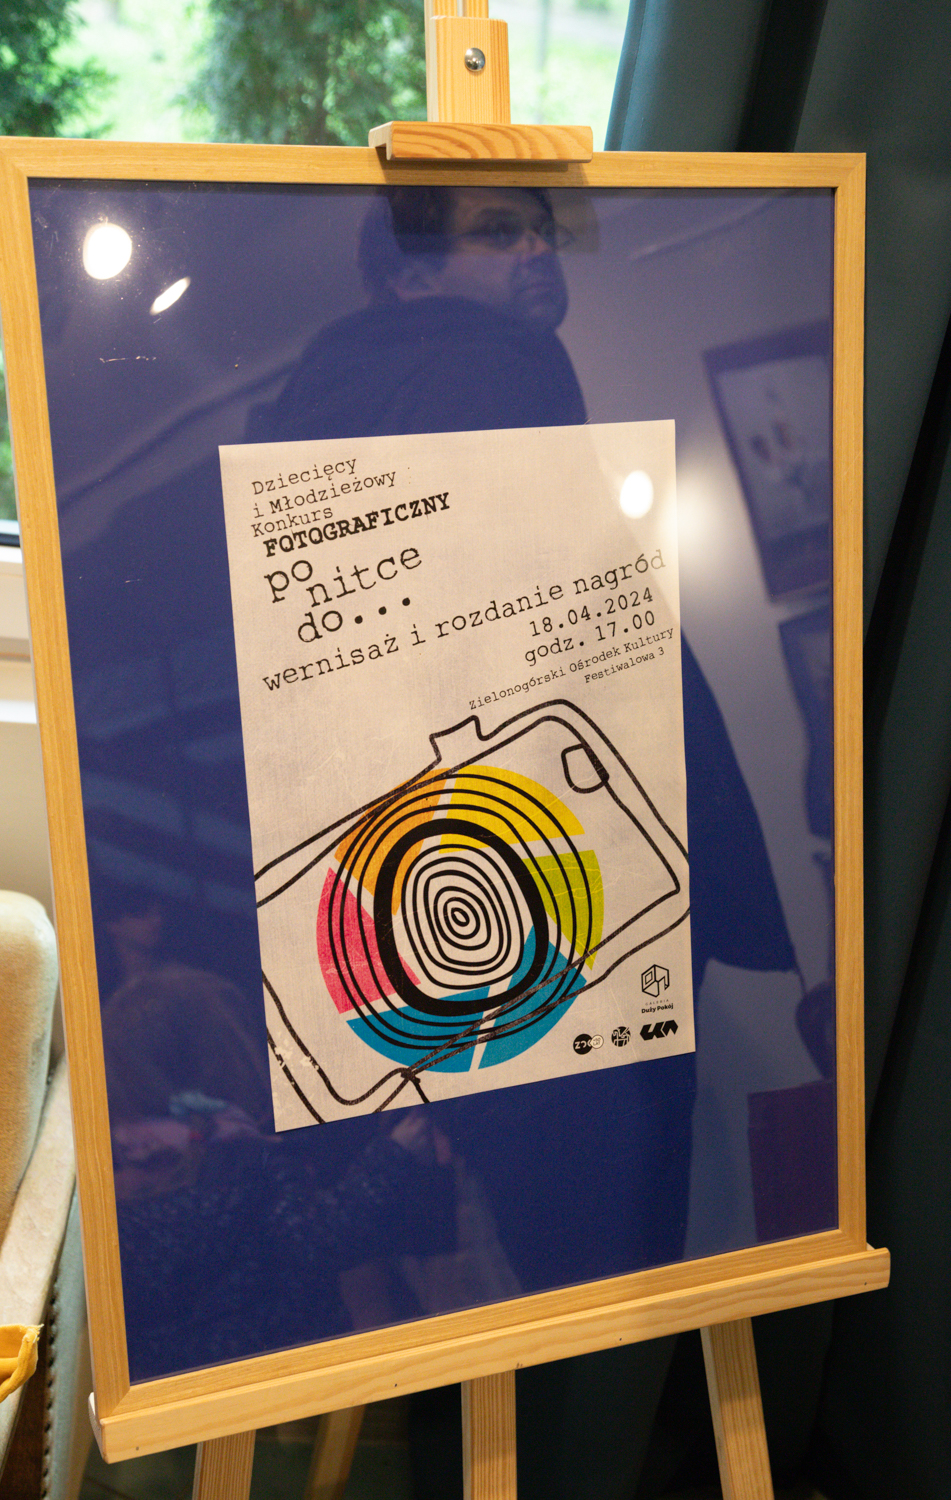 Dziecięcy
i Młodzieżowy
Konkurs
FOTOGRAFICZNY
po
nitce
do...
wernisaż i rozdanie nagród
18.04.2024
godz. 17.00
Zielonogórski Ośrodek Kultury
Festiwalowa 3
GALERIA
Duży Pokój